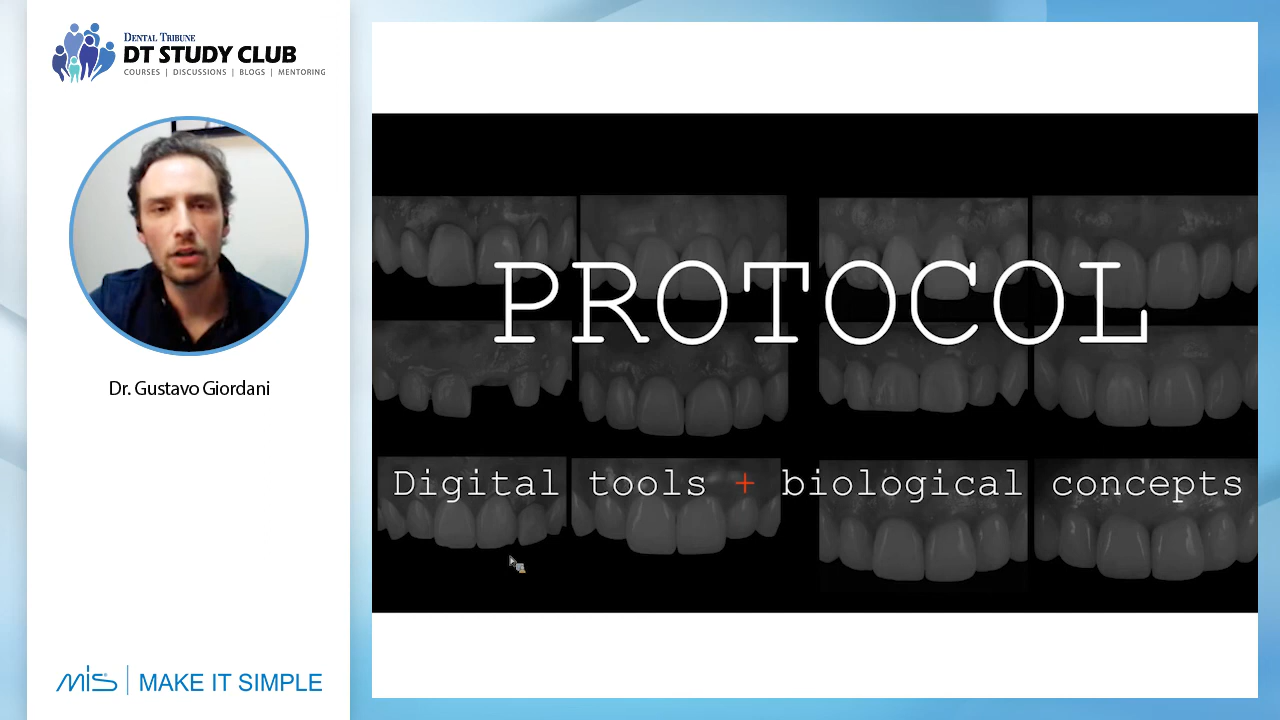 DENTAL TRIBUNE
DT STUDY CLUB
COURSES | DISCUSSIONS | BLOGS | MENTORING
Dr. Gustavo Giordani
PROTOCOL
Digital tools + biological concepts
mis | MAKE IT SIMPLE